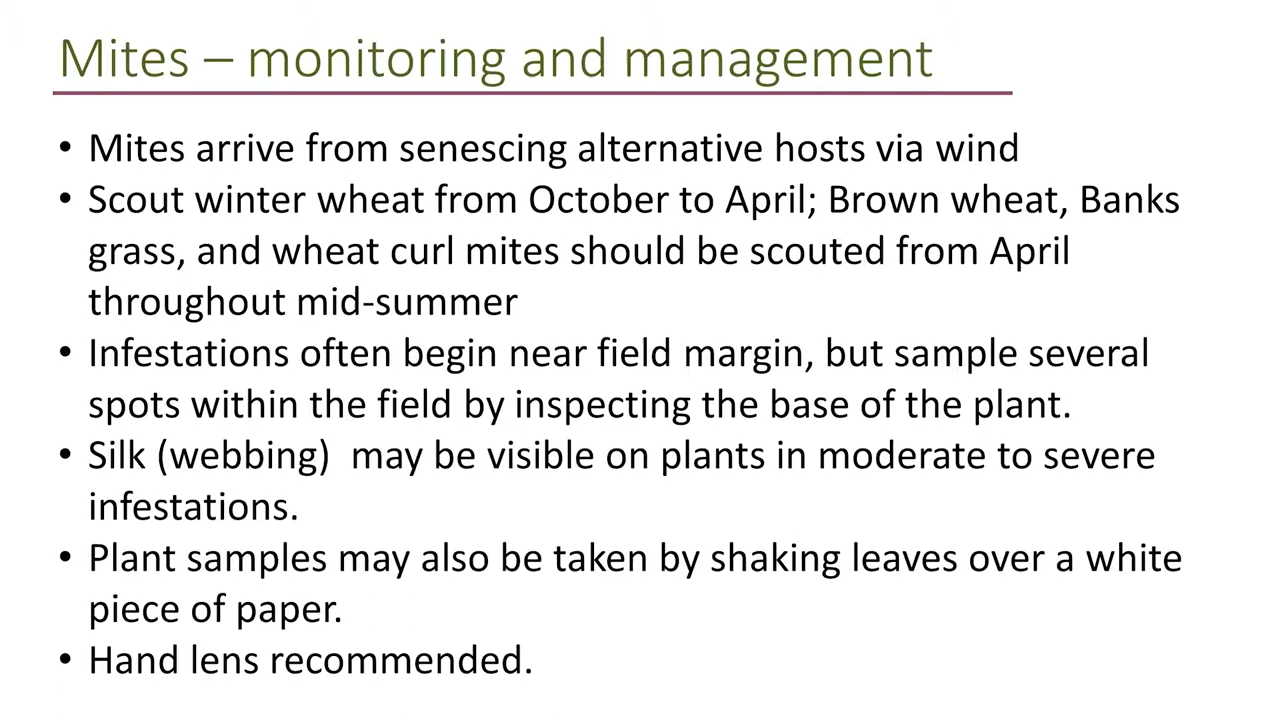 Mites – monitoring and management
• Mites arrive from senescing alternative hosts via wind
• Scout winter wheat from October to April; Brown wheat, Banks
grass, and wheat curl mites should be scouted from April
throughout mid-summer
• Infestations often begin near field margin, but sample several
spots within the field by inspecting the base of the plant.
• Silk (webbing)  may be visible on plants in moderate to severe
infestations.
• Plant samples may also be taken by shaking leaves over a white
piece of paper.
• Hand lens recommended.